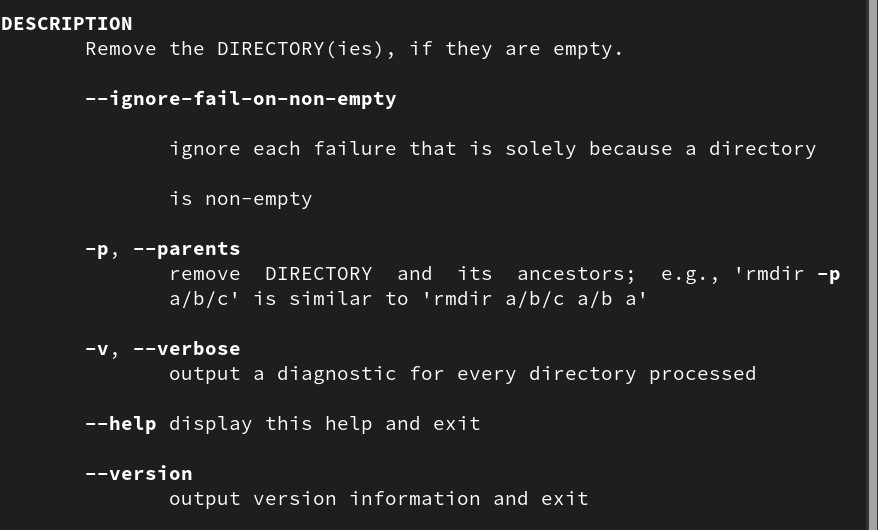 DESCRIPTION
Remove the DIRECTORY(ies), if they are empty.
--ignore-fail-on-non-empty
ignore each failure that is solely because a directory
is non-empty
-p, --parents
remove DIRECTORY and its ancestors; e.g., 'rmdir -p
a/b/c' is similar to 'rmdir a/b/c a/b a'
-v, --verbose
output a diagnostic for every directory processed
--help display this help and exit
--version
output version information and exit